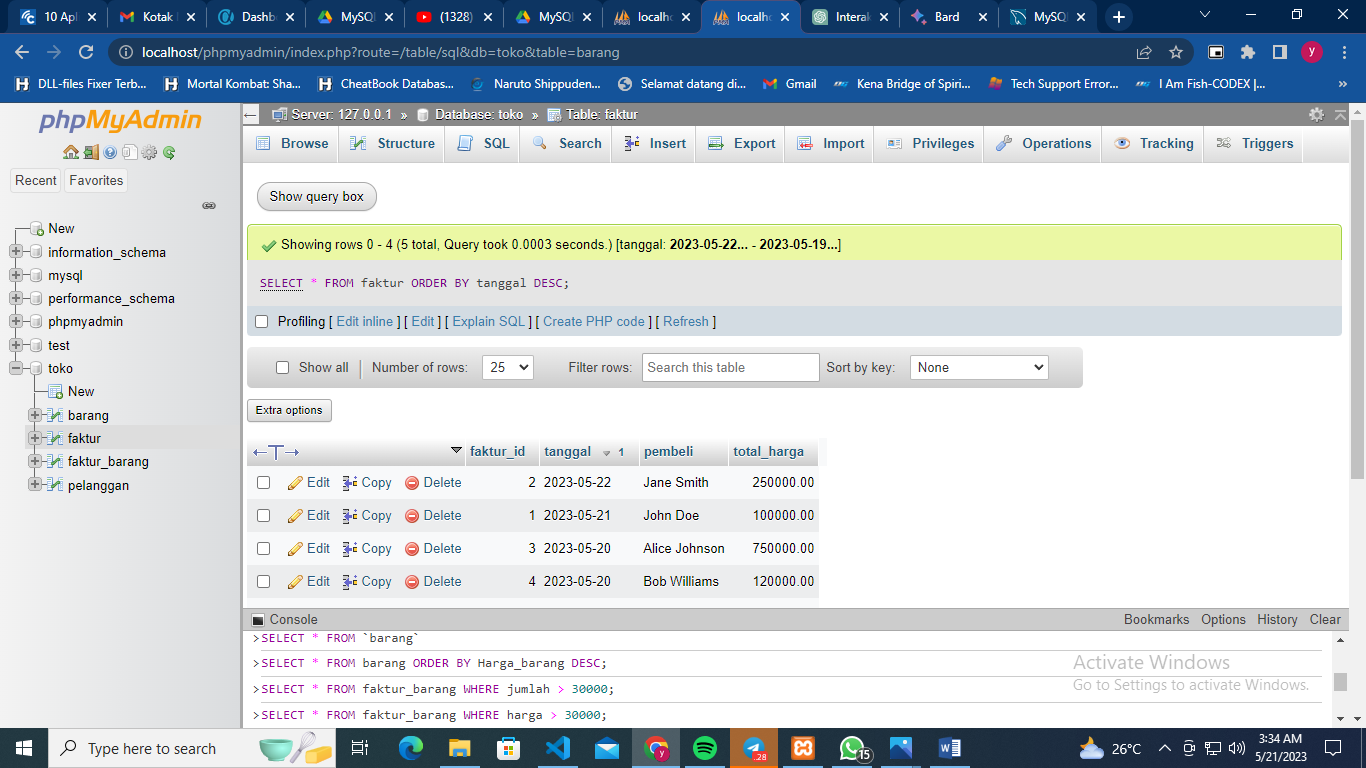 10 Apl
Kotak
Dashb
MySQL
(1328)
MySQL
localho
localho
Interak
Bard
MySQL
localhost/phpmyadmin/index.php?route=/table/sql&db=toko&table=barang
y
DLL-files Fixer Terb...
Mortal Kombat: Sha...
CheatBook Databas...
Naruto Shippuden...
Selamat datang di...
Gmail
Kena Bridge of Spiri...
Tech Support Error...
I Am Fish-CODEX |...
»
phpMyAdmin
Recent
Favorites
New
information_schema
mysql
performance_schema
phpmyadmin
test
toko
New
barang
faktur
faktur_barang
pelanggan
Server: 127.0.0.1 » Database: toko » Table: faktur
Browse
Structure
SQL
Search
Insert
Export
Import
Privileges
Operations
Tracking
Triggers
Show query box
Showing rows 0 - 4 (5 total, Query took 0.0003 seconds.) [tanggal: 2023-05-22... - 2023-05-19...]
SELECT * FROM faktur ORDER BY tanggal DESC;
Profiling [ Edit inline ] [ Edit ] [ Explain SQL ] [ Create PHP code ] [ Refresh ]
Show all | Number of rows: 25 Filter rows: Search this table Sort by key: None
Extra options
faktur_id tanggal 1 pembeli total_harga
Edit Copy Delete 2 2023-05-22 Jane Smith 250000.00
Edit Copy Delete 1 2023-05-21 John Doe 100000.00
Edit Copy Delete 3 2023-05-20 Alice Johnson 750000.00
Edit Copy Delete 4 2023-05-20 Bob Williams 120000.00
Console
Bookmarks Options History Clear
>SELECT * FROM `barang`
>SELECT * FROM barang ORDER BY Harga_barang DESC;
>SELECT * FROM faktur_barang WHERE jumlah > 30000;
>SELECT * FROM faktur_barang WHERE harga > 30000;
Activate Windows
Go to Settings to activate Windows.
Type here to search
y
28
15
26°C
3:34 AM
5/21/2023